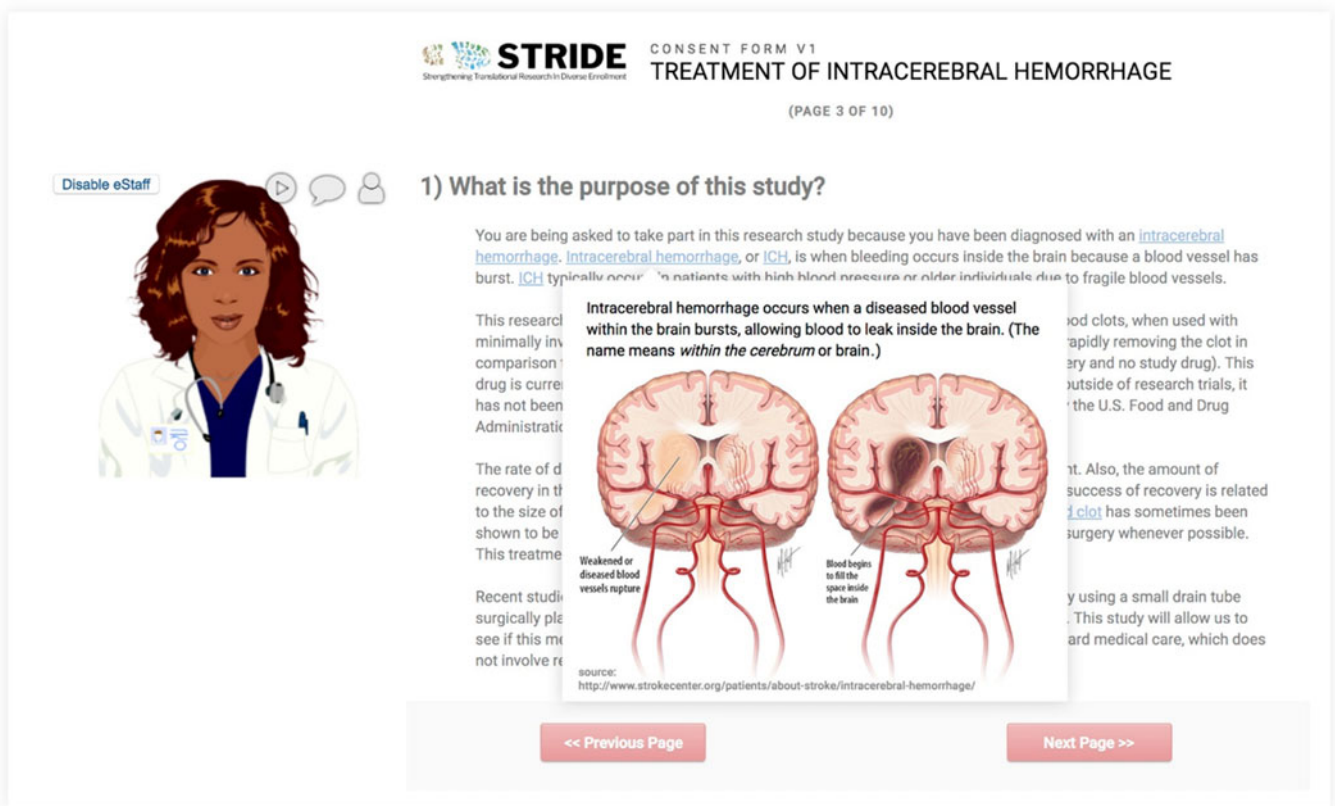 STRIDE
Strengthening Translational Research In Diverse Enrollment
CONSENT FORM V1
TREATMENT OF INTRACEREBRAL HEMORRHAGE
(PAGE 3 OF 10)
Disable eStaff
1) What is the purpose of this study?
You are being asked to take part in this research study because you have been diagnosed with an intracerebral
hemorrhage. Intracerebral hemorrhage, or ICH, is when bleeding occurs inside the brain because a blood vessel has
burst. ICH typically occurs in patients with high blood pressure or older individuals due to fragile blood vessels.
This research
ood clots, when used with
minimally inv
rapidly removing the clot in
comparison
ery and no study drug). This
drug is curre
outside of research trials, it
has not been
the U.S. Food and Drug
Administratio
The rate of d
nt. Also, the amount of
recovery in th
success of recovery is related
to the size of
d clot has sometimes been
shown to be
surgery whenever possible.
This treatme
Recent studi
y using a small drain tube
surgically pla
. This study will allow us to
see if this me
ard medical care, which does
not involve re
Intracerebral hemorrhage occurs when a diseased blood vessel
within the brain bursts, allowing blood to leak inside the brain. (The
name means within the cerebrum or brain.)
Weakened or
diseased blood
vessels rupture
Blood begins
to fill the
space inside
the brain
source:
http://www.strokecenter.org/patients/about-stroke/intracerebral-hemorrhage/
<< Previous Page
Next Page >>